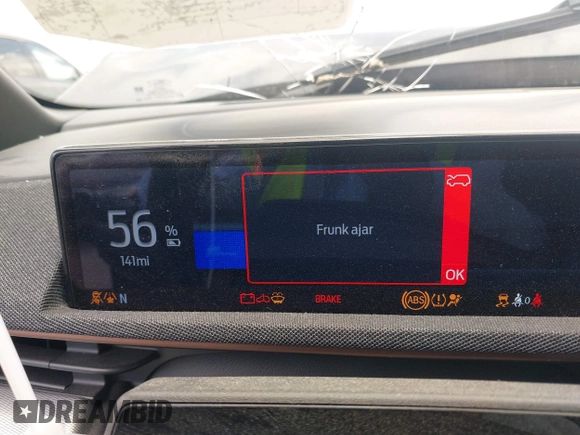 56 %
141mi
Frunk ajar
OK
N
BRAKE
ABS
0
DREAMBID